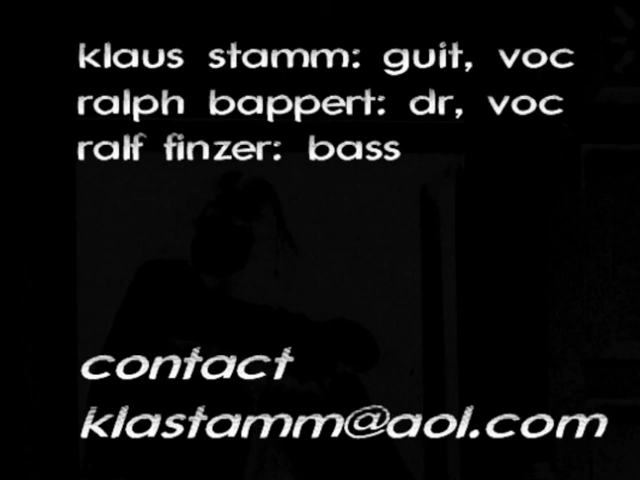 klaus stamm: guit, voc
ralph bappert: dr, voc
ralf finzer: bass
contact
klastamm@aol.com